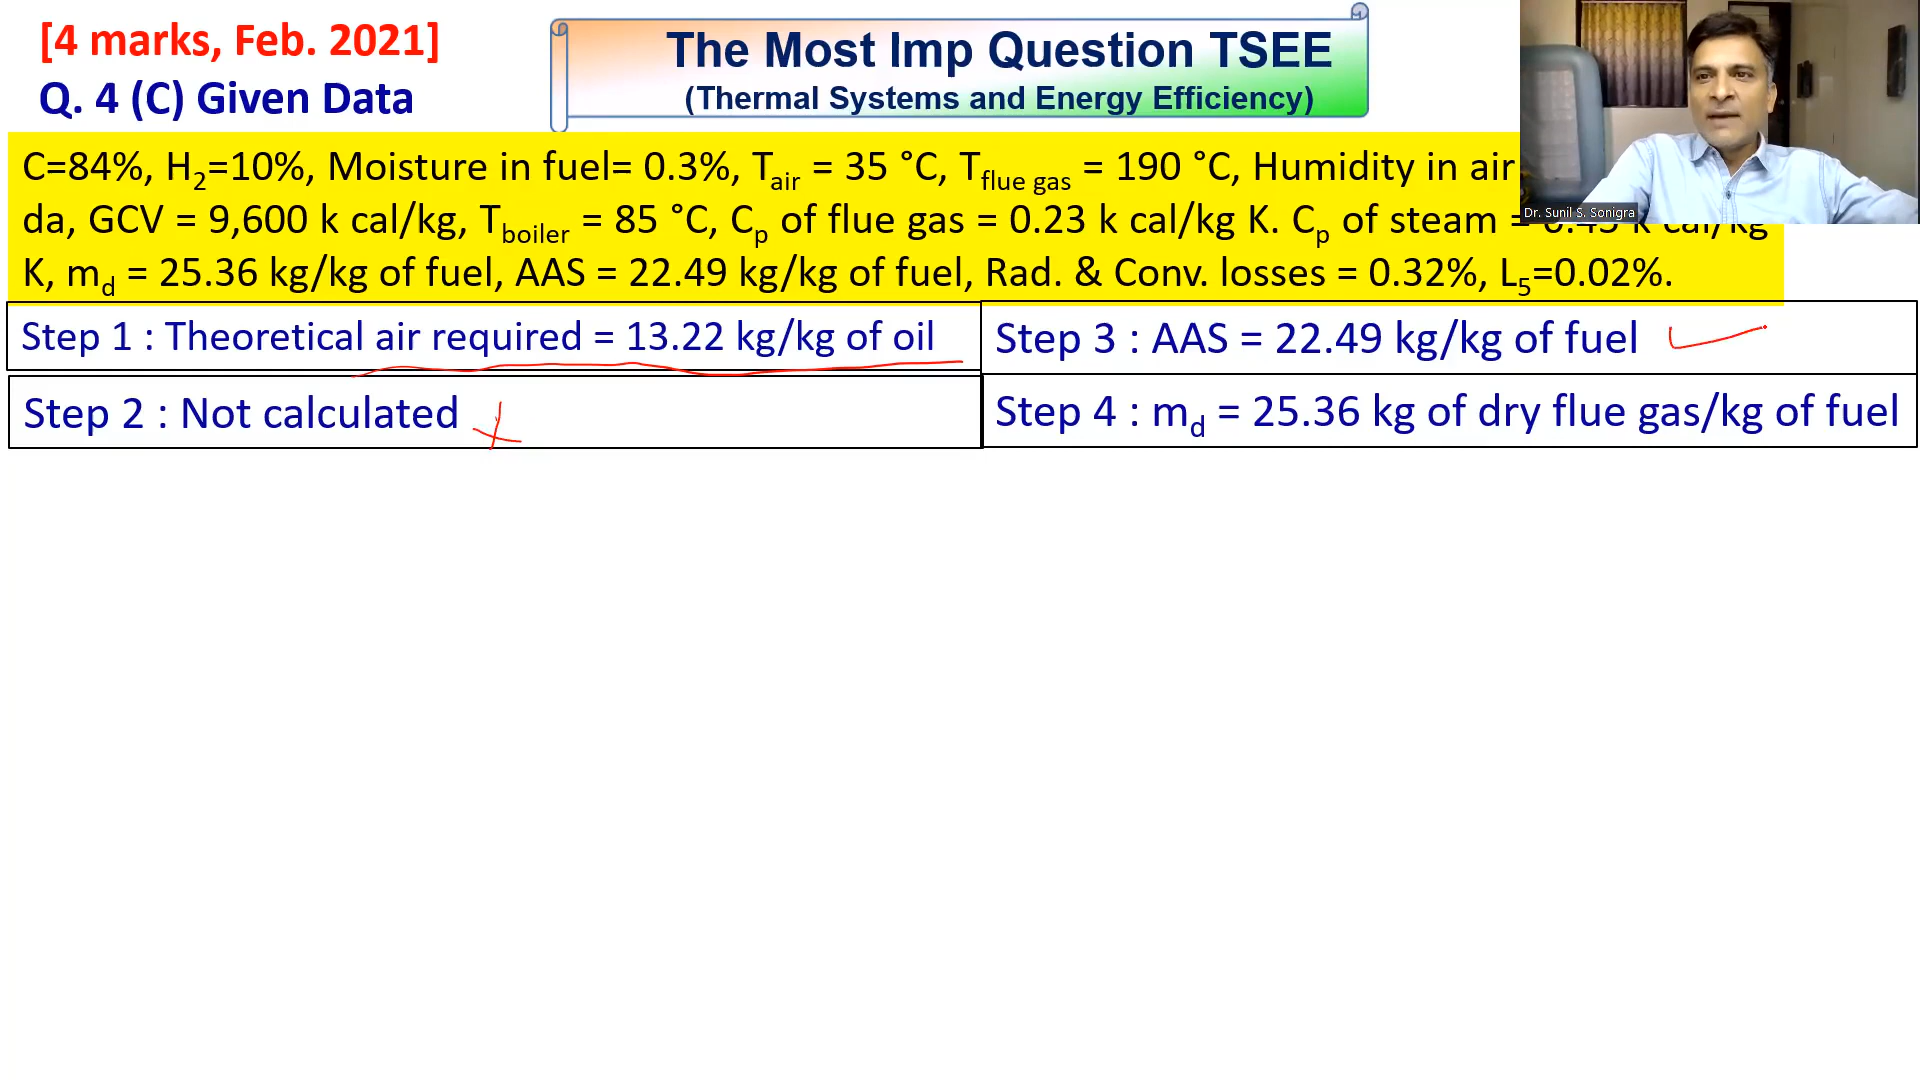 [4 marks, Feb. 2021]
Q. 4 (C) Given Data
The Most Imp Question TSEE
(Thermal Systems and Energy Efficiency)
Dr. Sunil S. Sonigra
C=84%, H2=10%, Moisture in fuel= 0.3%, Tair = 35 °C, Tflue gas = 190 °C, Humidity in air
da, GCV = 9,600 k cal/kg, Tboiler = 85 °C, Cp of flue gas = 0.23 k cal/kg K. Cp of steam = 0.45 k cal/kg
K, md = 25.36 kg/kg of fuel, AAS = 22.49 kg/kg of fuel, Rad. & Conv. losses = 0.32%, L5=0.02%.
Step 1 : Theoretical air required = 13.22 kg/kg of oil
Step 3 : AAS = 22.49 kg/kg of fuel
Step 2 : Not calculated
Step 4 : md = 25.36 kg of dry flue gas/kg of fuel